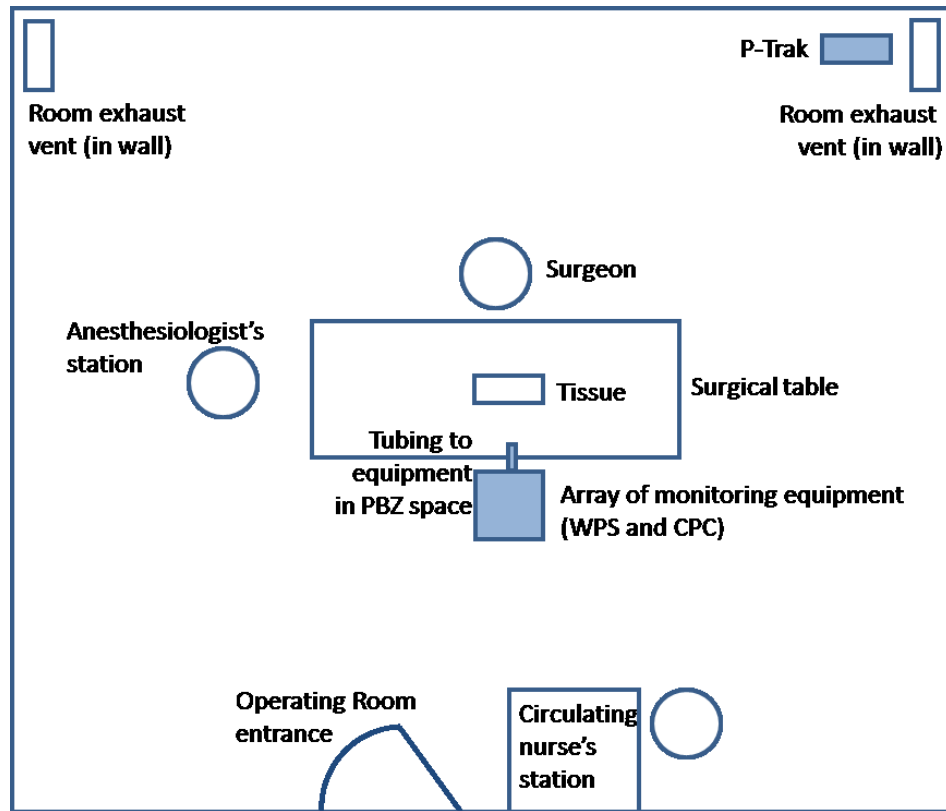 P-Trak
Room exhaust
vent (in wall)
Room exhaust
vent (in wall)
Surgeon
Anesthesiologist's
station
Tissue
Surgical table
Tubing to
equipment
in PBZ space
Array of monitoring equipment
(WPS and CPC)
Operating Room
entrance
Circulating
nurse's
station